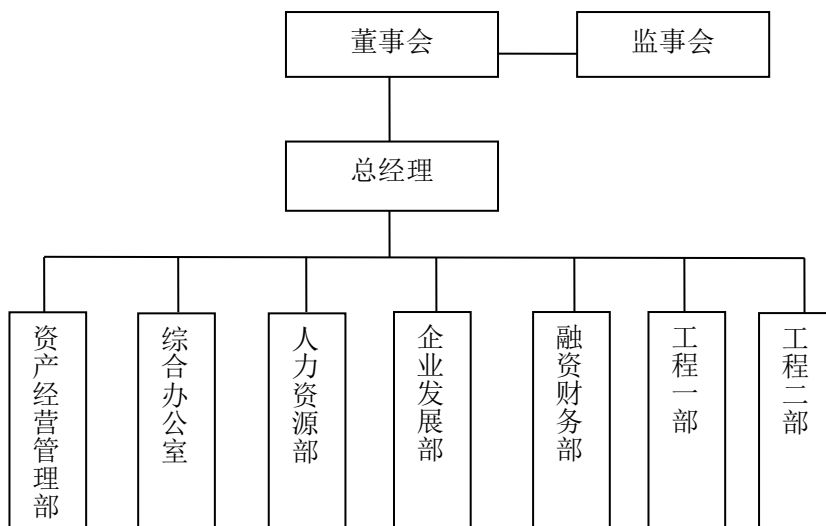 董事会
监事会
总经理
资产经营管理部
综合办公室
人力资源部
企业发展部
融资财务部
工程一部
工程二部